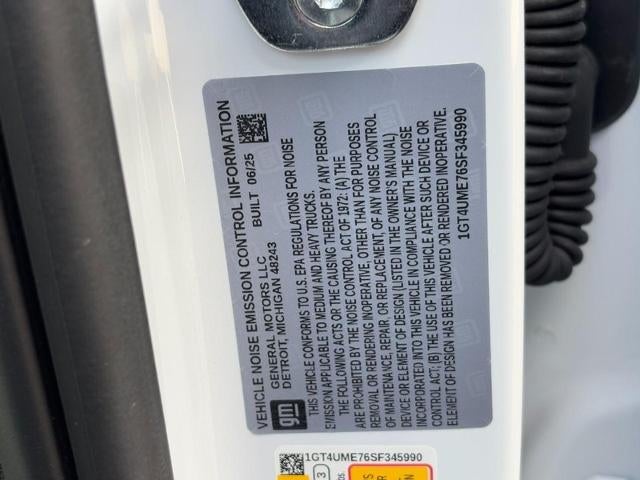 VEHICLE NOISE EMISSION CONTROL INFORMATION
GENERAL MOTORS LLC BUILT 06/25
DETROIT, MICHIGAN 48243
gm
THIS VEHICLE CONFORMS TO U.S. EPA REGULATIONS FOR NOISE
EMISSION APPLICABLE TO MEDIUM AND HEAVY TRUCKS.
THE FOLLOWING ACTS OR THE CAUSING THEREOF BY ANY PERSON
ARE PROHIBITED BY THE NOISE CONTROL ACT OF 1972: (A) THE
REMOVAL OR RENDERING INOPERATIVE, OTHER THAN FOR PURPOSES
OF MAINTENANCE, REPAIR, OR REPLACEMENT, OF ANY NOISE CONTROL
DEVICE OR ELEMENT OF DESIGN (LISTED IN THE OWNER'S MANUAL)
INCORPORATED INTO THIS VEHICLE IN COMPLIANCE WITH THE NOISE
CONTROL ACT; (B) THE USE OF THIS VEHICLE AFTER SUCH DEVICE OR
ELEMENT OF DESIGN HAS BEEN REMOVED OR RENDERED INOPERATIVE.
1GT4UME76SF345990
1GT4UME76SF345990
3